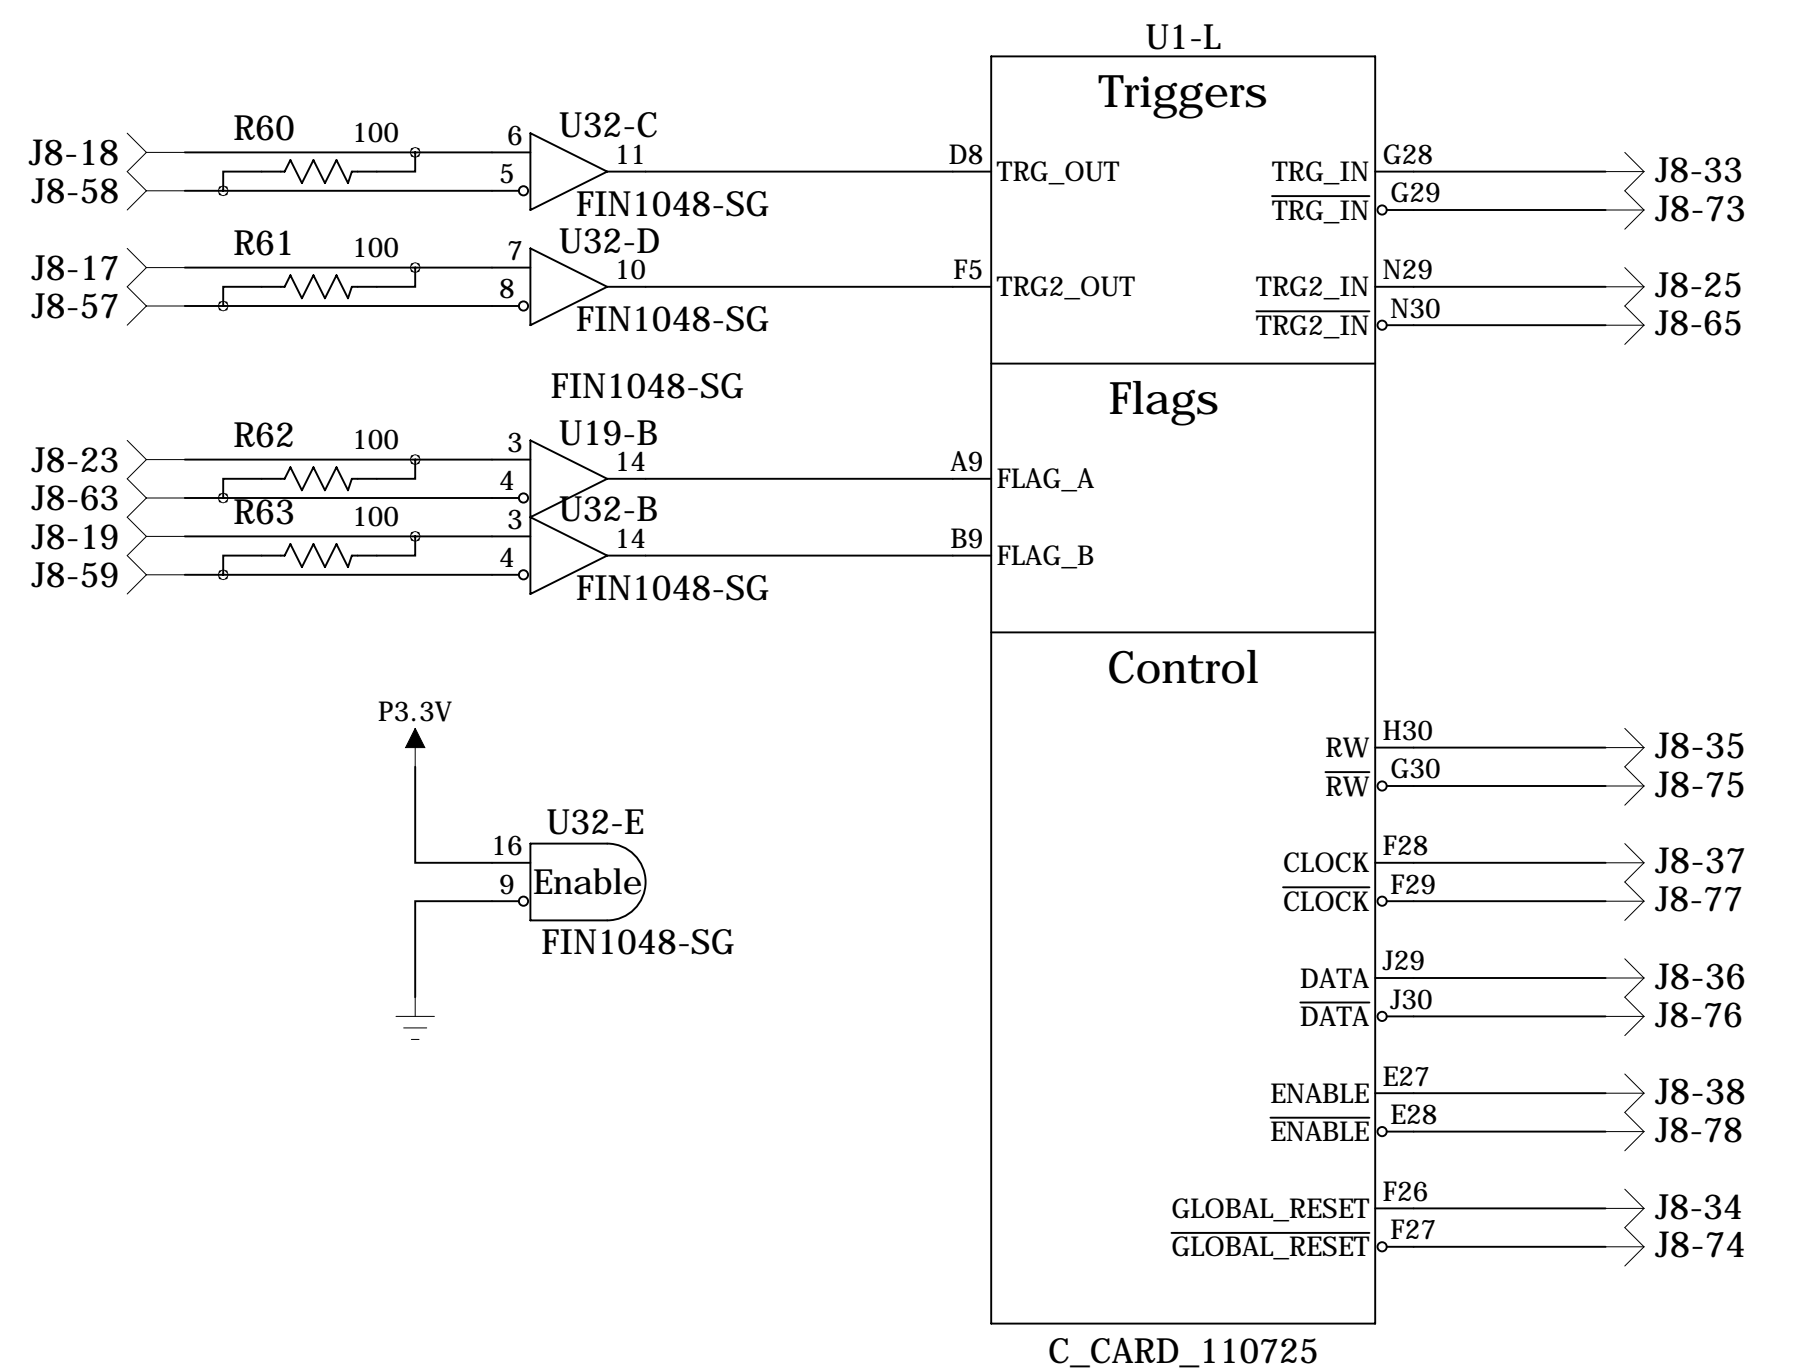 U1-L
Triggers
R60 100
J8-18
J8-58
6
5
U32-C
11
FIN1048-SG
D8
TRG_OUT
TRG_IN
G28
J8-33
TRG_IN
G29
J8-73
R61 100
J8-17
J8-57
7
8
U32-D
10
FIN1048-SG
F5
TRG2_OUT
TRG2_IN
N29
J8-25
TRG2_IN
N30
J8-65
FIN1048-SG
Flags
R62 100
J8-23
J8-63
3
4
U19-B
14
A9
FLAG_A
R63 100
J8-19
J8-59
3
4
U32-B
14
FIN1048-SG
B9
FLAG_B
Control
P3.3V
U32-E
16
9
Enable
FIN1048-SG
RW
H30
J8-35
RW
G30
J8-75
CLOCK
F28
J8-37
CLOCK
F29
J8-77
DATA
J29
J8-36
DATA
J30
J8-76
ENABLE
E27
J8-38
ENABLE
E28
J8-78
GLOBAL_RESET
F26
J8-34
GLOBAL_RESET
F27
J8-74
C_CARD_110725